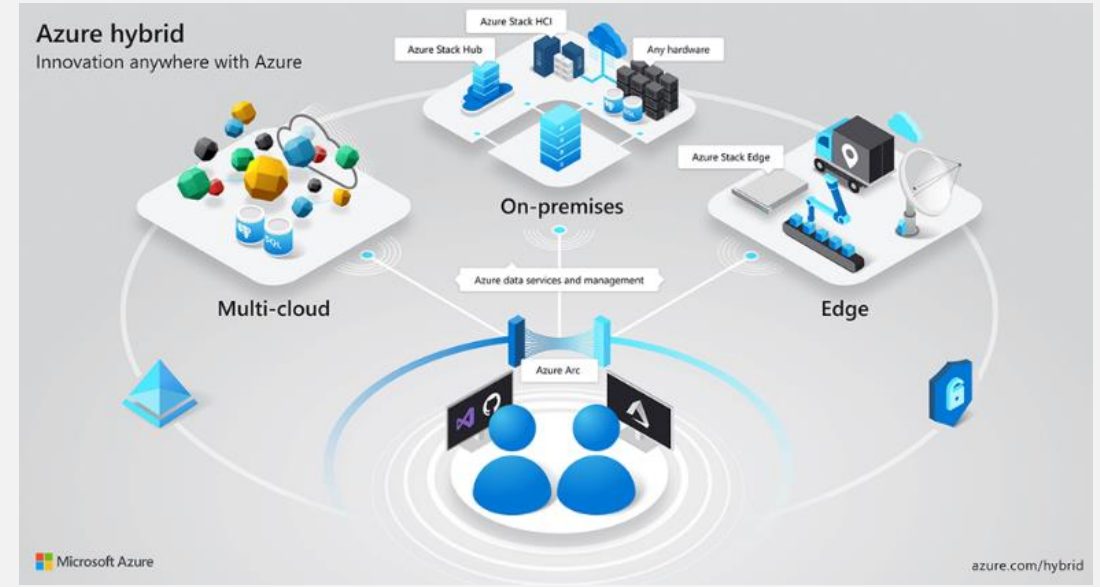 Azure hybrid
Innovation anywhere with Azure
Azure Stack HCI
Azure Stack Hub
Any hardware
Azure Stack Edge
On-premises
SQL
Azure data services and management
Multi-cloud
Edge
Azure Arc
Microsoft Azure
azure.com/hybrid